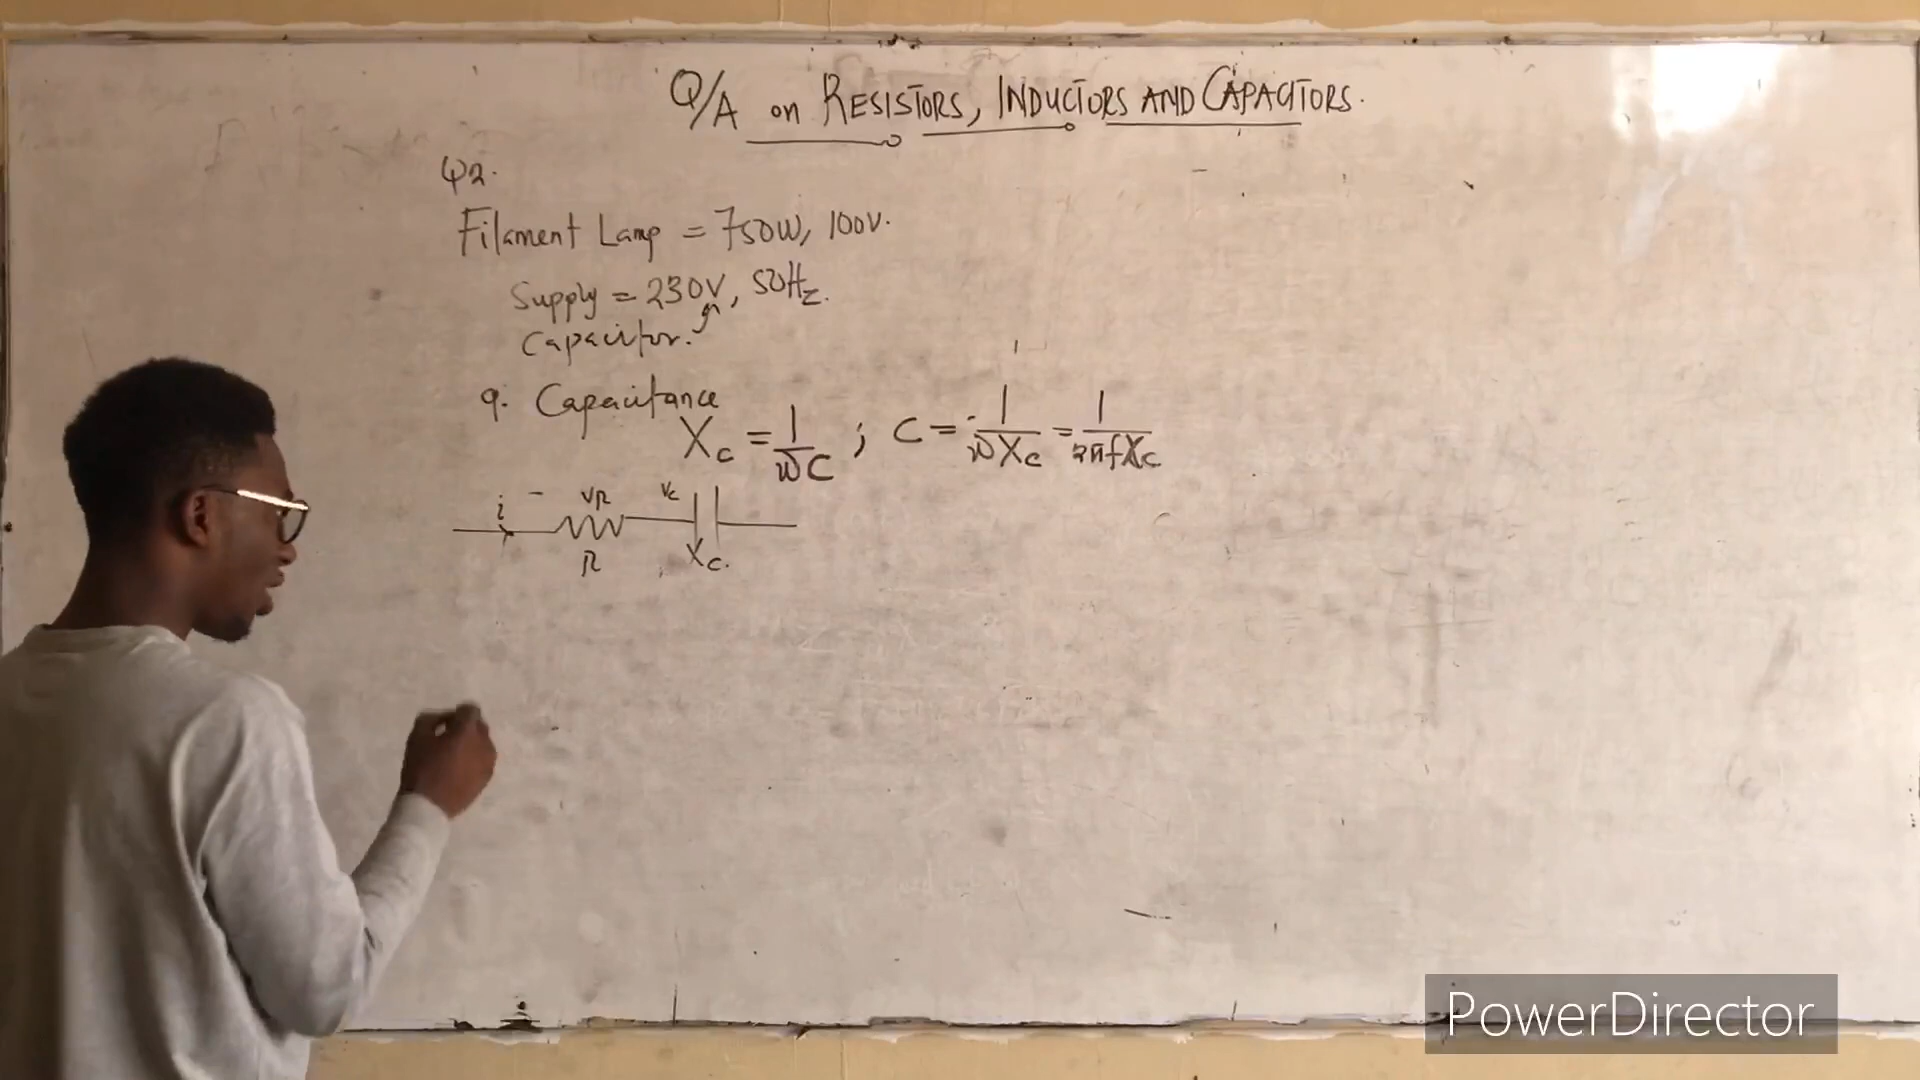 Q/A on RESISTORS, INDUCTORS AND CAPACITORS.
Q2.
Filament Lamp = 750W, 100V.
Supply = 230V, 50Hz.
Capacitor.
a. Capacitance
Xc = 1/ωC ; C = 1/ωXc = 1/2πfXc
i VR Vc
R Xc.
PowerDirector